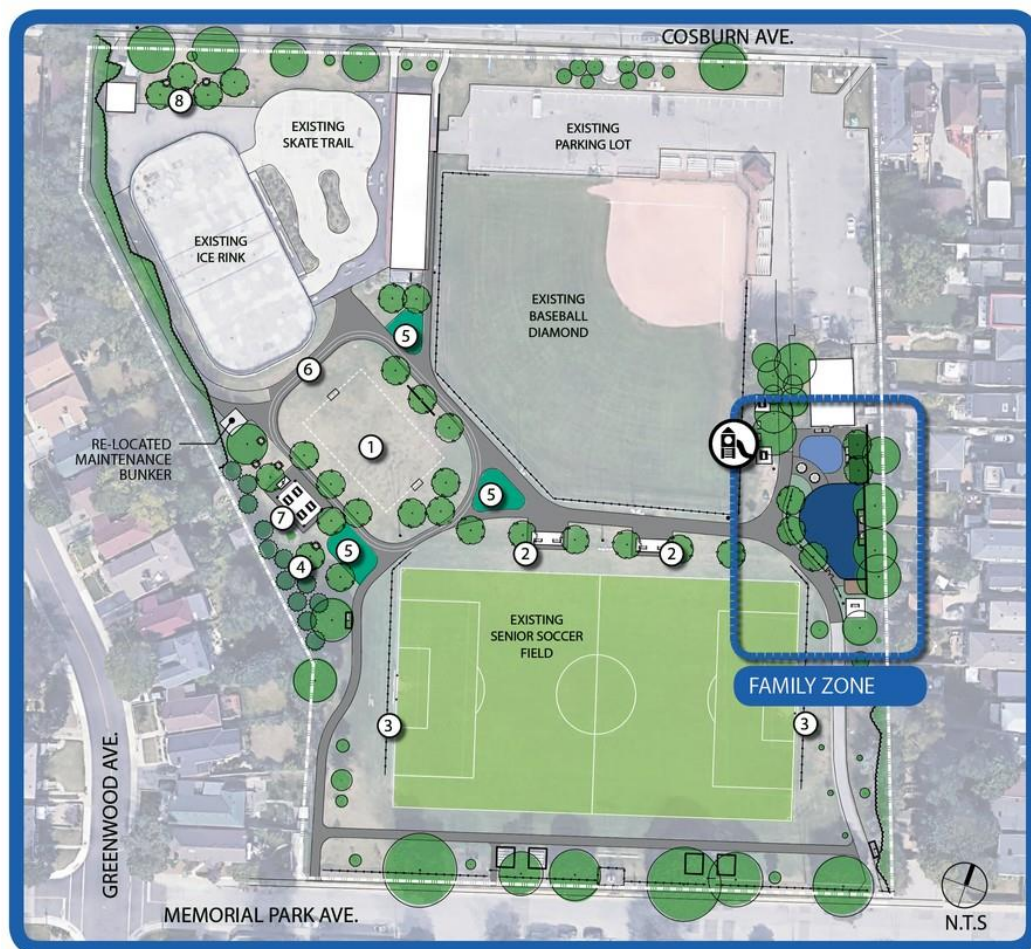 COSBURN AVE.
8
EXISTING
SKATE TRAIL
EXISTING
PARKING LOT
EXISTING
ICE RINK
EXISTING
BASEBALL
DIAMOND
5
6
RE-LOCATED
MAINTENANCE
BUNKER
1
5
7
5
4
2
2
EXISTING
SENIOR SOCCER
FIELD
FAMILY ZONE
3
3
GREENWOOD AVE.
MEMORIAL PARK AVE.
N.T.S